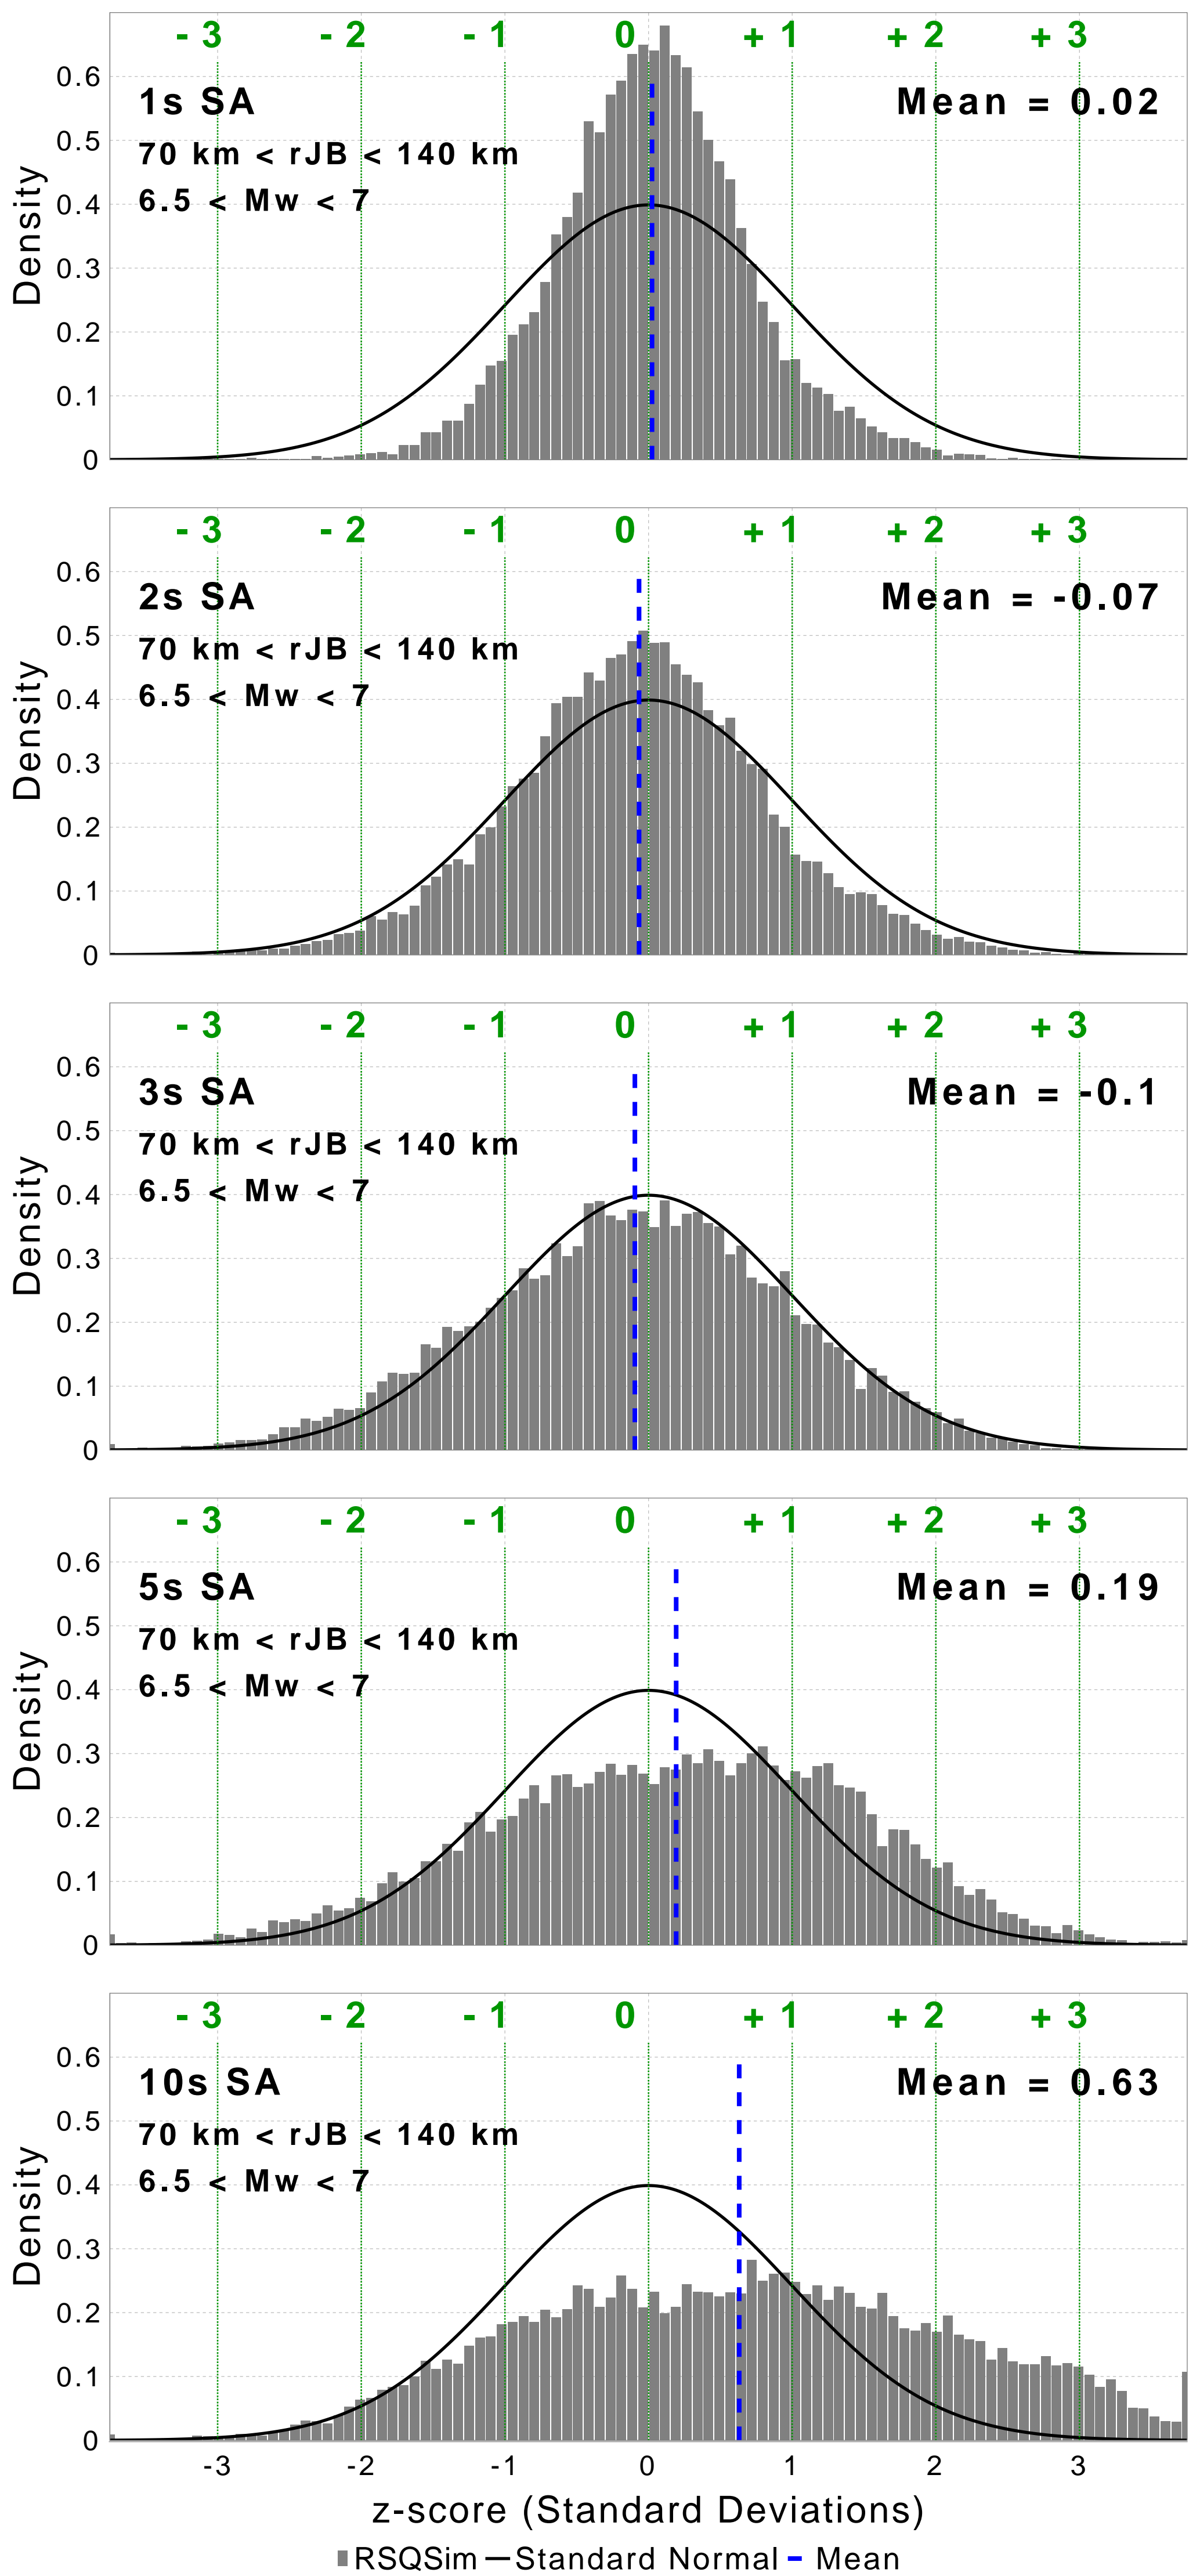 - 3 - 2 - 1 0 + 1 + 2 + 3
0.6
1s SA Mean = 0.02
0.5
70 km < rJB < 140 km
6.5 < Mw < 7
0.4
0.3
0.2
0.1
0
Density
- 3 - 2 - 1 0 + 1 + 2 + 3
0.6
2s SA Mean = -0.07
0.5
70 km < rJB < 140 km
6.5 < Mw < 7
0.4
0.3
0.2
0.1
0
Density
- 3 - 2 - 1 0 + 1 + 2 + 3
0.6
3s SA Mean = -0.1
0.5
70 km < rJB < 140 km
6.5 < Mw < 7
0.4
0.3
0.2
0.1
0
Density
- 3 - 2 - 1 0 + 1 + 2 + 3
0.6
5s SA Mean = 0.19
0.5
70 km < rJB < 140 km
6.5 < Mw < 7
0.4
0.3
0.2
0.1
0
Density
- 3 - 2 - 1 0 + 1 + 2 + 3
0.6
10s SA Mean = 0.63
0.5
70 km < rJB < 140 km
6.5 < Mw < 7
0.4
0.3
0.2
0.1
0
Density
-3 -2 -1 0 1 2 3
z-score (Standard Deviations)
RSQSim Standard Normal Mean